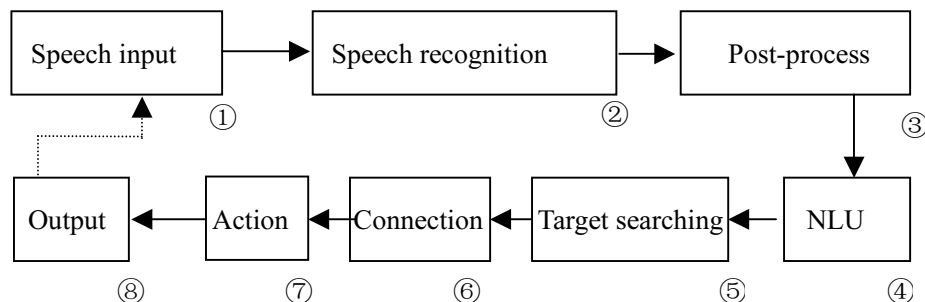 Speech input
Speech recognition
Post-process
①
②
③
Output
Action
Connection
Target searching
NLU
⑧
⑦
⑥
⑤
④